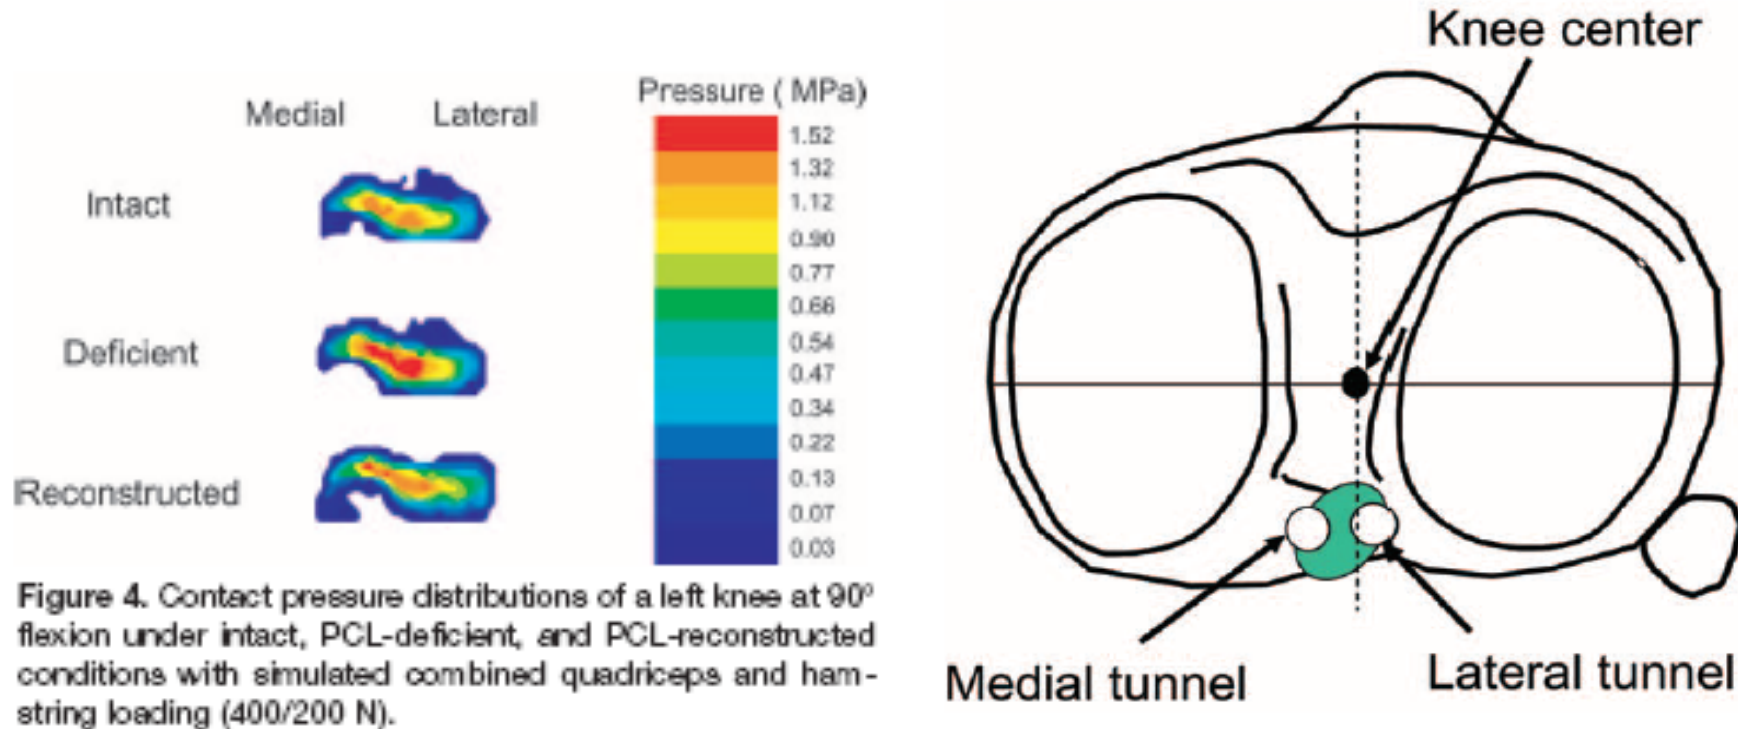 Pressure ( MPa)
Medial Lateral
1.52
1.32
1.12
0.90
0.77
0.66
0.54
0.47
0.34
0.22
0.13
0.07
0.03
Intact
Deficient
Reconstructed
Figure 4. Contact pressure distributions of a left knee at 90º
flexion under intact, PCL-deficient, and PCL-reconstructed
conditions with simulated combined quadriceps and ham-
string loading (400/200 N).
Knee center
Medial tunnel
Lateral tunnel